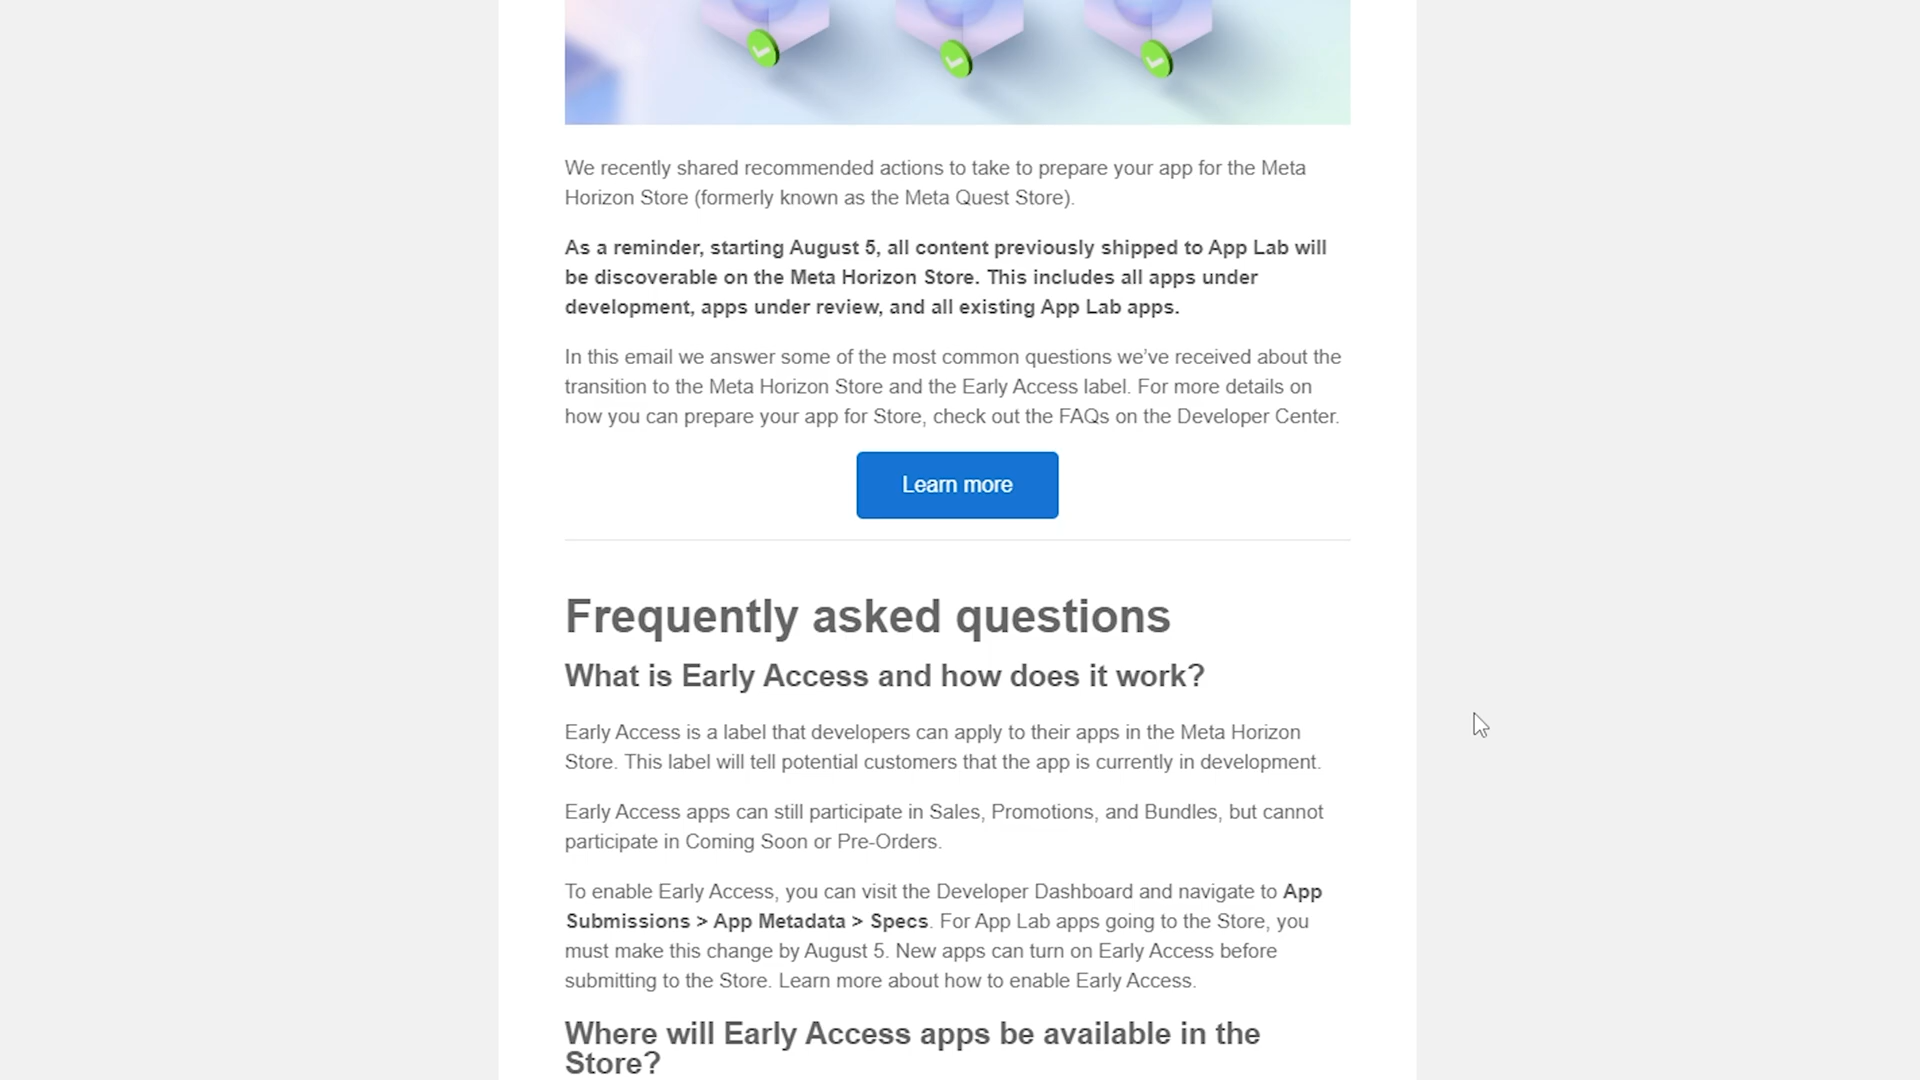 We recently shared recommended actions to take to prepare your app for the Meta
Horizon Store (formerly known as the Meta Quest Store).
As a reminder, starting August 5, all content previously shipped to App Lab will
be discoverable on the Meta Horizon Store. This includes all apps under
development, apps under review, and all existing App Lab apps.
In this email we answer some of the most common questions we’ve received about the
transition to the Meta Horizon Store and the Early Access label. For more details on
how you can prepare your app for Store, check out the FAQs on the Developer Center.
Learn more
Frequently asked questions
What is Early Access and how does it work?
Early Access is a label that developers can apply to their apps in the Meta Horizon
Store. This label will tell potential customers that the app is currently in development.
Early Access apps can still participate in Sales, Promotions, and Bundles, but cannot
participate in Coming Soon or Pre-Orders.
To enable Early Access, you can visit the Developer Dashboard and navigate to App
Submissions > App Metadata > Specs. For App Lab apps going to the Store, you
must make this change by August 5. New apps can turn on Early Access before
submitting to the Store. Learn more about how to enable Early Access.
Where will Early Access apps be available in the
Store?